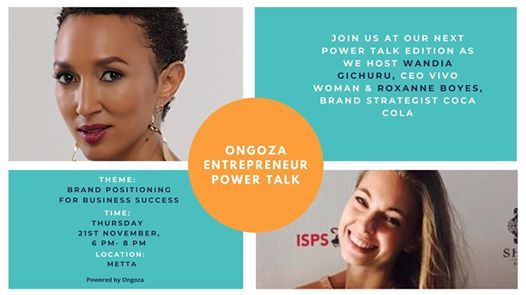 JOIN US AT OUR NEXT
POWER TALK EDITION AS
WE HOST WANDIA
GICHURU, CEO VIVO
WOMAN & ROXANNE BOYES,
BRAND STRATEGIST COCA
COLA
ONGOZA
ENTREPRENEUR
POWER TALK
THEME:
BRAND POSITIONING
FOR BUSINESS SUCCESS
TIME:
THURSDAY
21ST NOVEMBER,
6 PM- 8 PM
LOCATION:
METTA
Powered by Ongoza
ISPS
SH